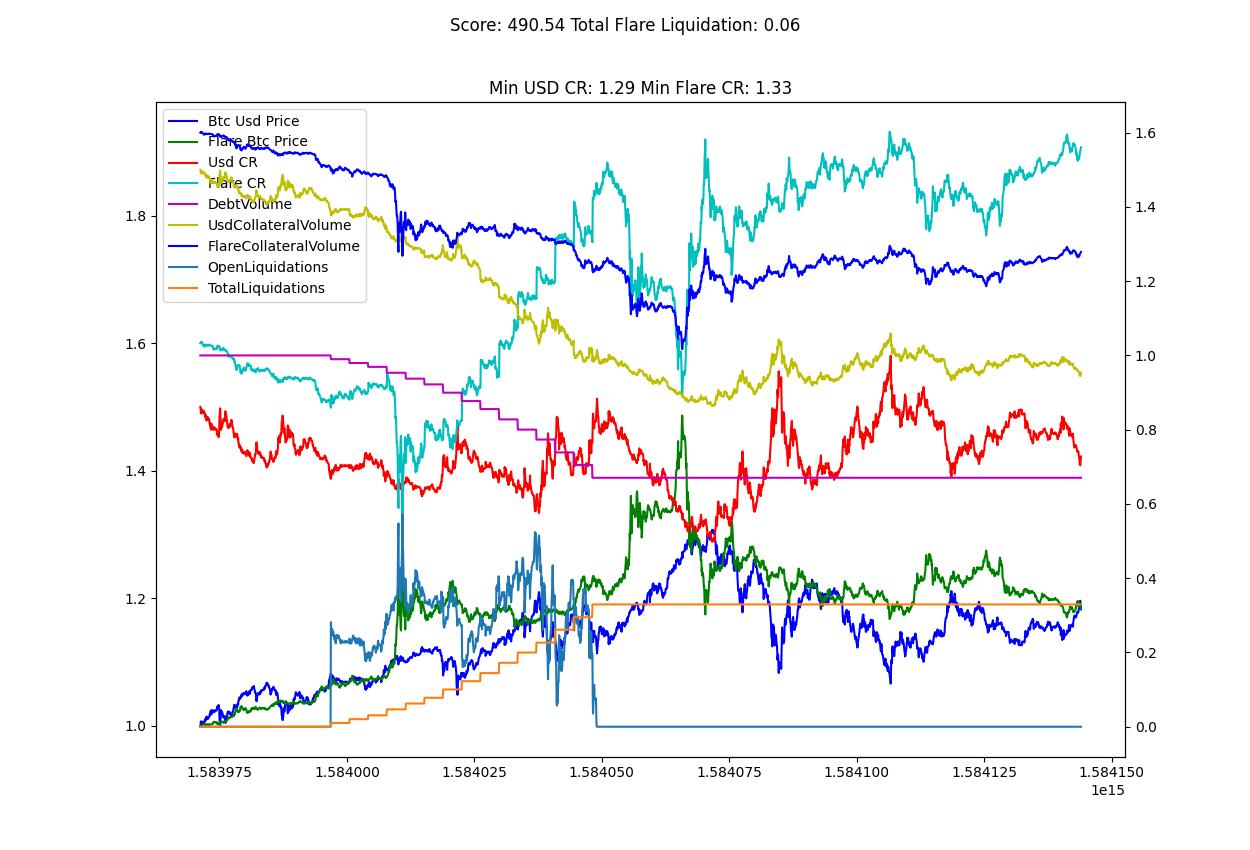 Score: 490.54 Total Flare Liquidation: 0.06
Min USD CR: 1.29 Min Flare CR: 1.33
Btc Usd Price
Flare Btc Price
Usd CR
Flare CR
DebtVolume
UsdCollateralVolume
FlareCollateralVolume
OpenLiquidations
TotalLiquidations
1.8
1.6
1.4
1.2
1.0
1.6
1.4
1.2
1.0
0.8
0.6
0.4
0.2
0.0
1.583975
1.584000
1.584025
1.584050
1.584075
1.584100
1.584125
1.584150
1e15